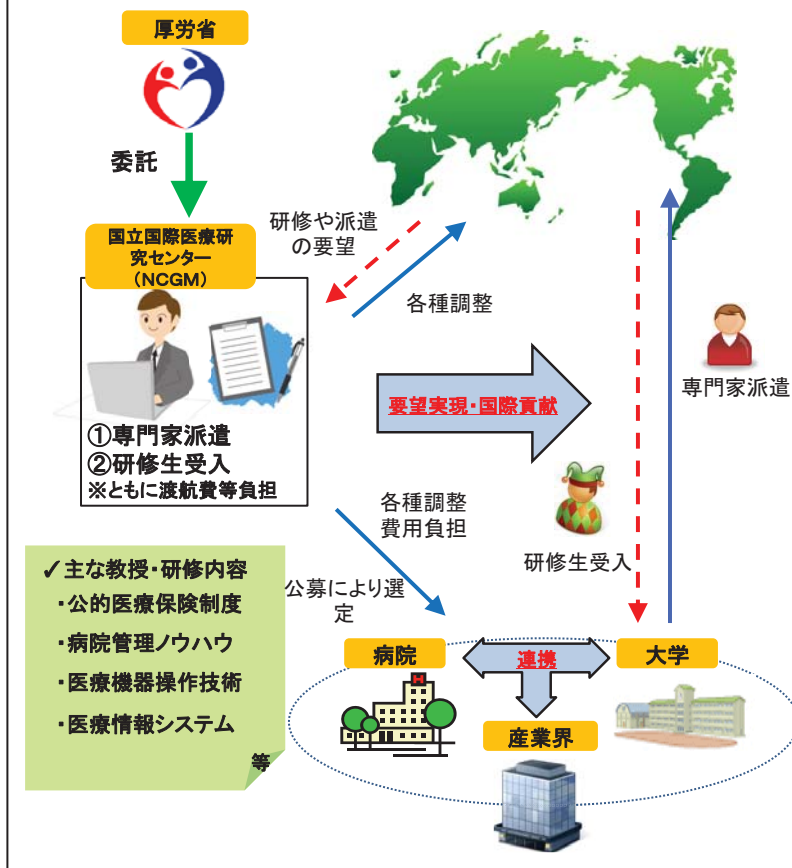 厚労省
委託
国立国際医療研
究センター
(NCGM)
①専門家派遣
②研修生受入
※ともに渡航費等負担
研修や派遣
の要望
各種調整
要望実現・国際貢献
専門家派遣
研修生受入
各種調整
費用負担
公募により選
定
✓主な教授・研修内容
・公的医療保険制度
・病院管理ノウハウ
・医療機器操作技術
・医療情報システム
等
病院
連携
大学
H
産業界